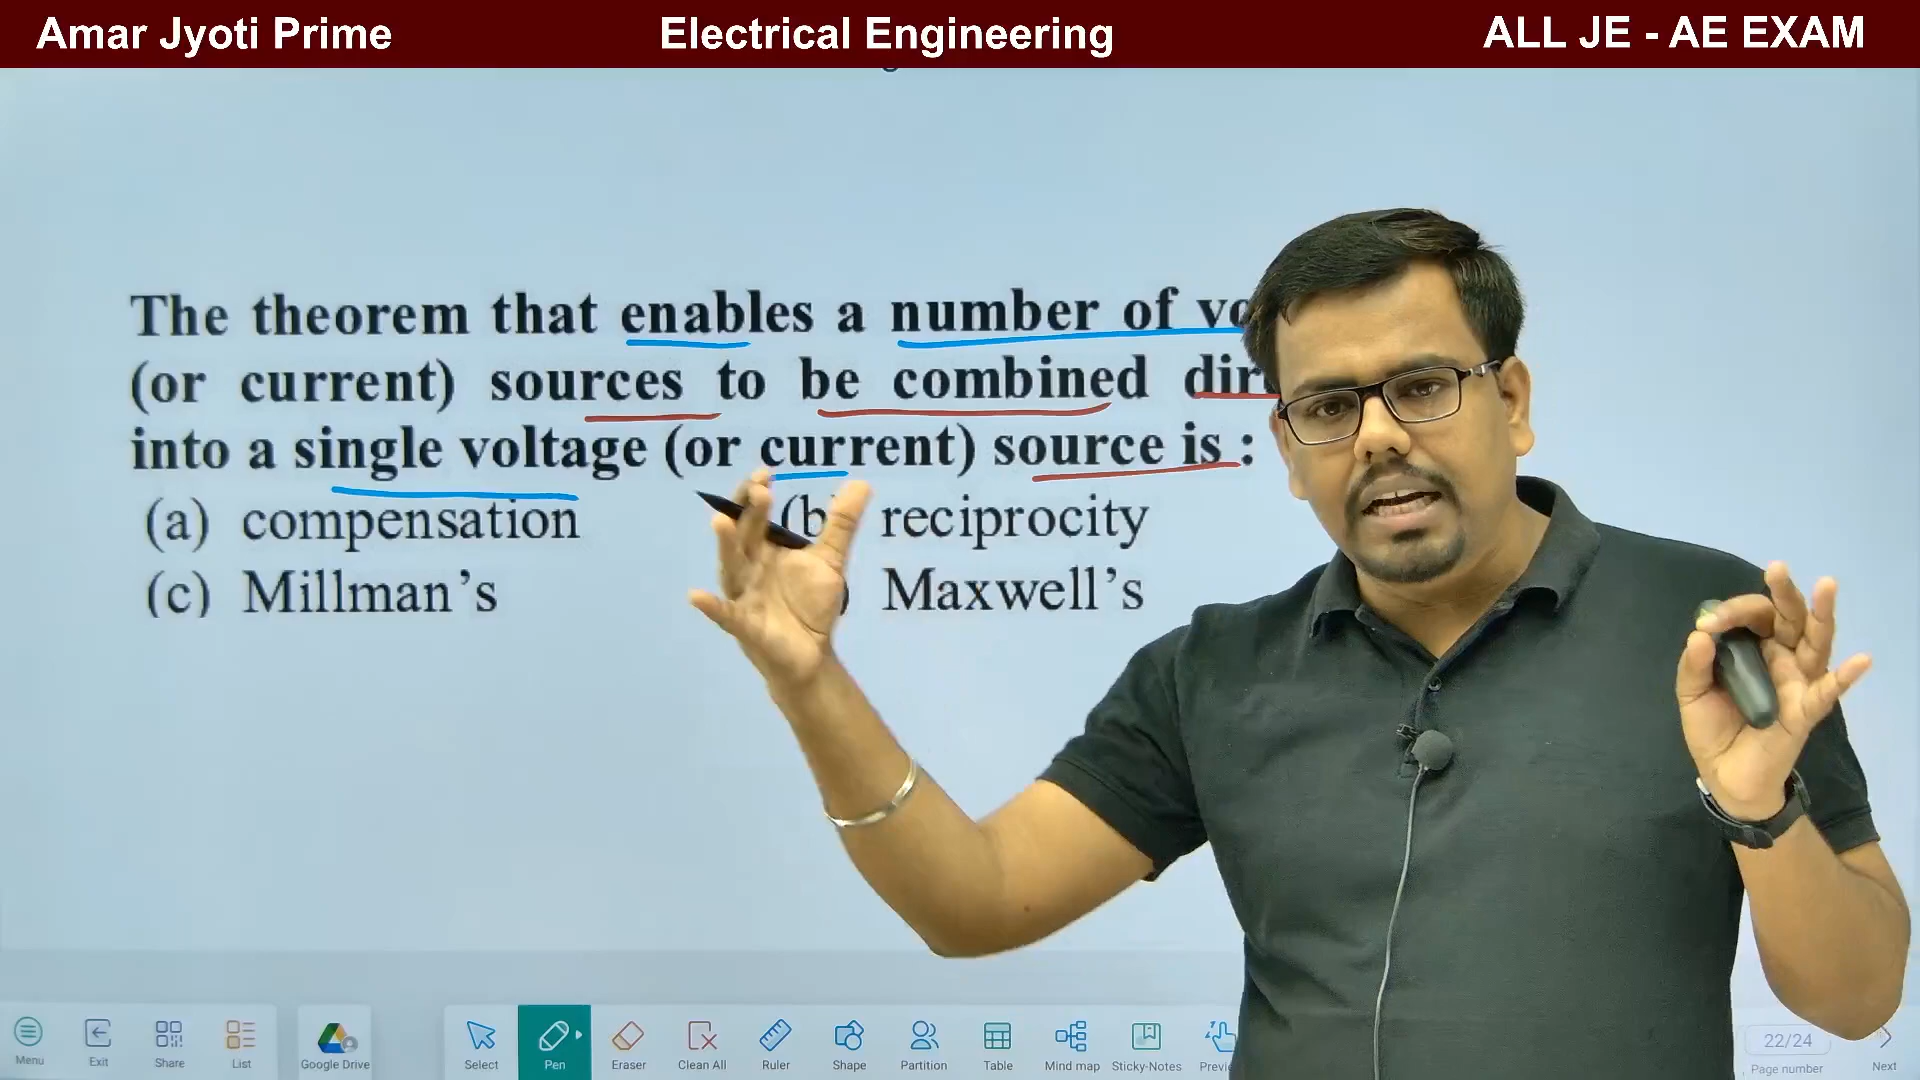 Amar Jyoti Prime
Electrical Engineering
ALL JE - AE EXAM
The theorem that enables a number of
(or current) sources to be combined
into a single voltage (or current) source is :
(a) compensation
reciprocity
(c) Millman's
Maxwell's
Menu
Exit
Share
List
Google Drive
Select
Pen
Eraser
Clean All
Ruler
Shape
Partition
Table
Mind map
Sticky-Notes
22/24
Page number
Next